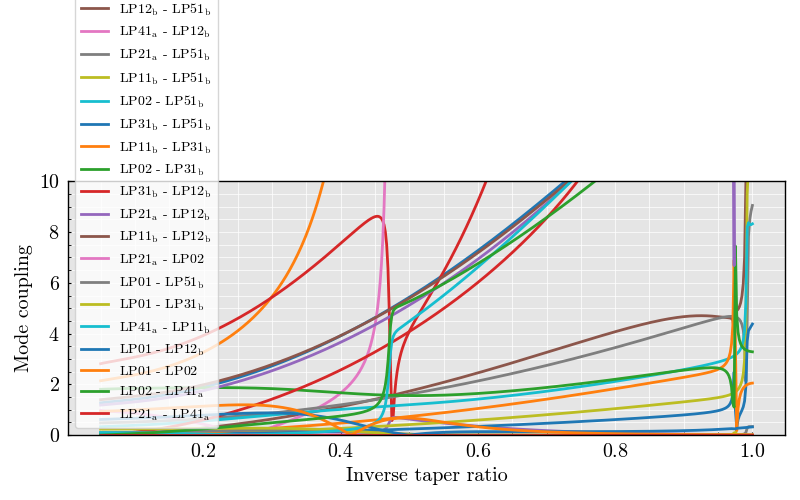 LP12b - LP51b
LP41a - LP12b
LP21a - LP51b
LP11b - LP51b
LP02 - LP51b
LP31b - LP51b
LP11b - LP31b
LP02 - LP31b
LP31b - LP12b
LP21a - LP12b
LP11b - LP12b
LP21a - LP02
LP01 - LP51b
LP01 - LP31b
LP41a - LP11b
LP01 - LP12b
LP01 - LP02
LP02 - LP41a
LP21a - LP41a
10
8
6
4
2
0
Mode coupling
0.2 0.4 0.6 0.8 1.0
Inverse taper ratio